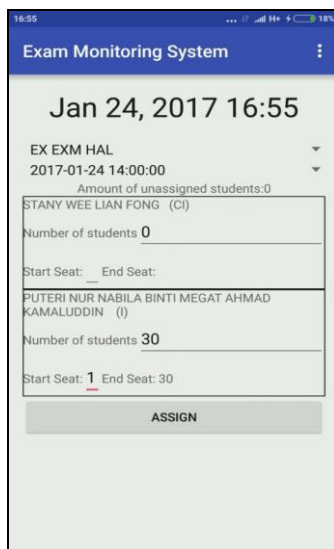 16:55 ... H+ 18%
Exam Monitoring System
Jan 24, 2017 16:55
EX EXM HAL
2017-01-24 14:00:00
Amount of unassigned students:0
STANY WEE LIAN FONG (CI)
Number of students 0
Start Seat: End Seat:
PUTERI NUR NABILA BINTI MEGAT AHMAD
KAMALUDDIN (I)
Number of students 30
Start Seat: 1 End Seat: 30
ASSIGN